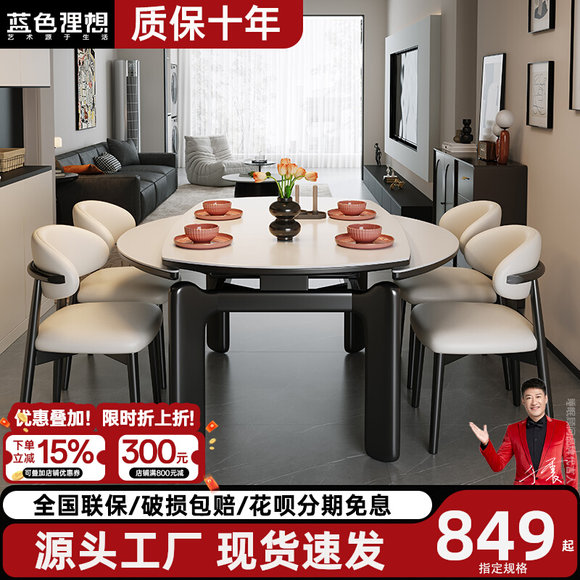 蓝色理想
艺术源于生活
质保十年
优惠叠加!
下单立减 15%
可叠加店铺优惠券
限时折上折!
300元
店铺满800元减
全国联保/破损包赔/花呗分期免息
源头工厂 现货速发
849起
指定规格